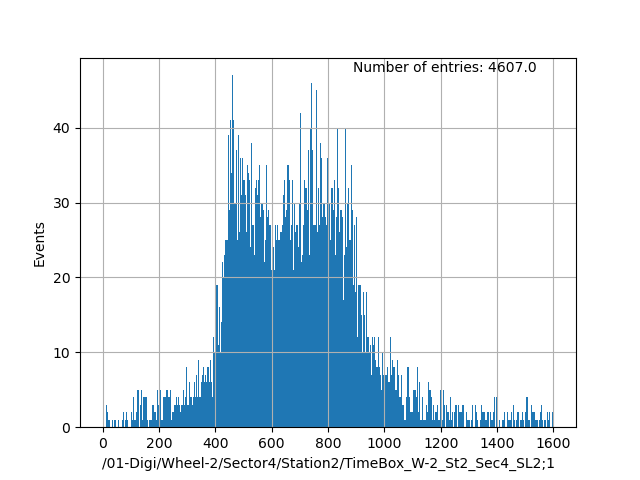 Number of entries: 4607.0
Events
40
30
20
10
0
0 200 400 600 800 1000 1200 1400 1600
/01-Digi/Wheel-2/Sector4/Station2/TimeBox_W-2_St2_Sec4_SL2;1